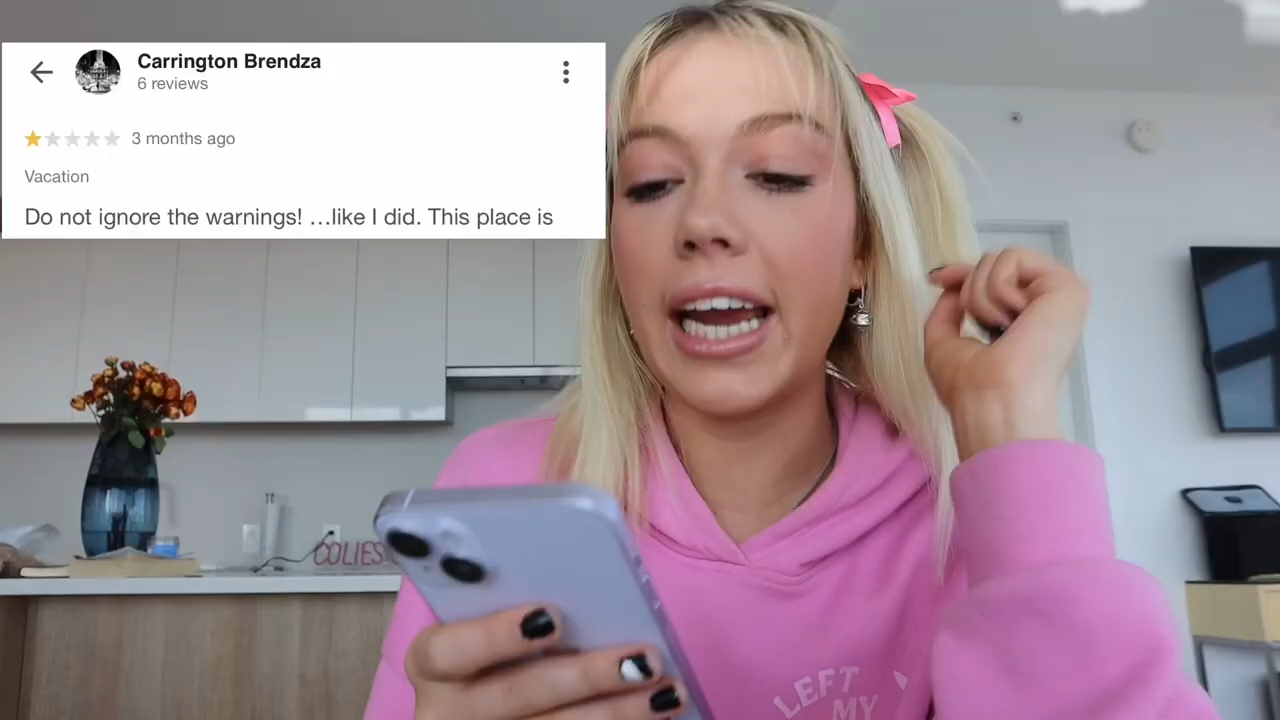 Carrington Brendza
6 reviews
3 months ago
Vacation
Do not ignore the warnings! …like I did. This place is
COLIES
LEFT
MY